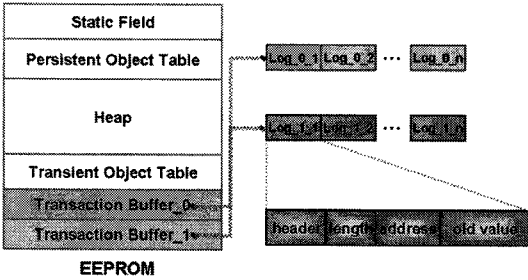 Static Field
Persistent Object Table
Heap
Transient Object Table
Transaction Buffer_0
Transaction Buffer_1
EEPROM
Log_0_1 Log_0_2 ... Log_0_n
Log_1_1 Log_1_2 ... Log_1_n
header length address old value